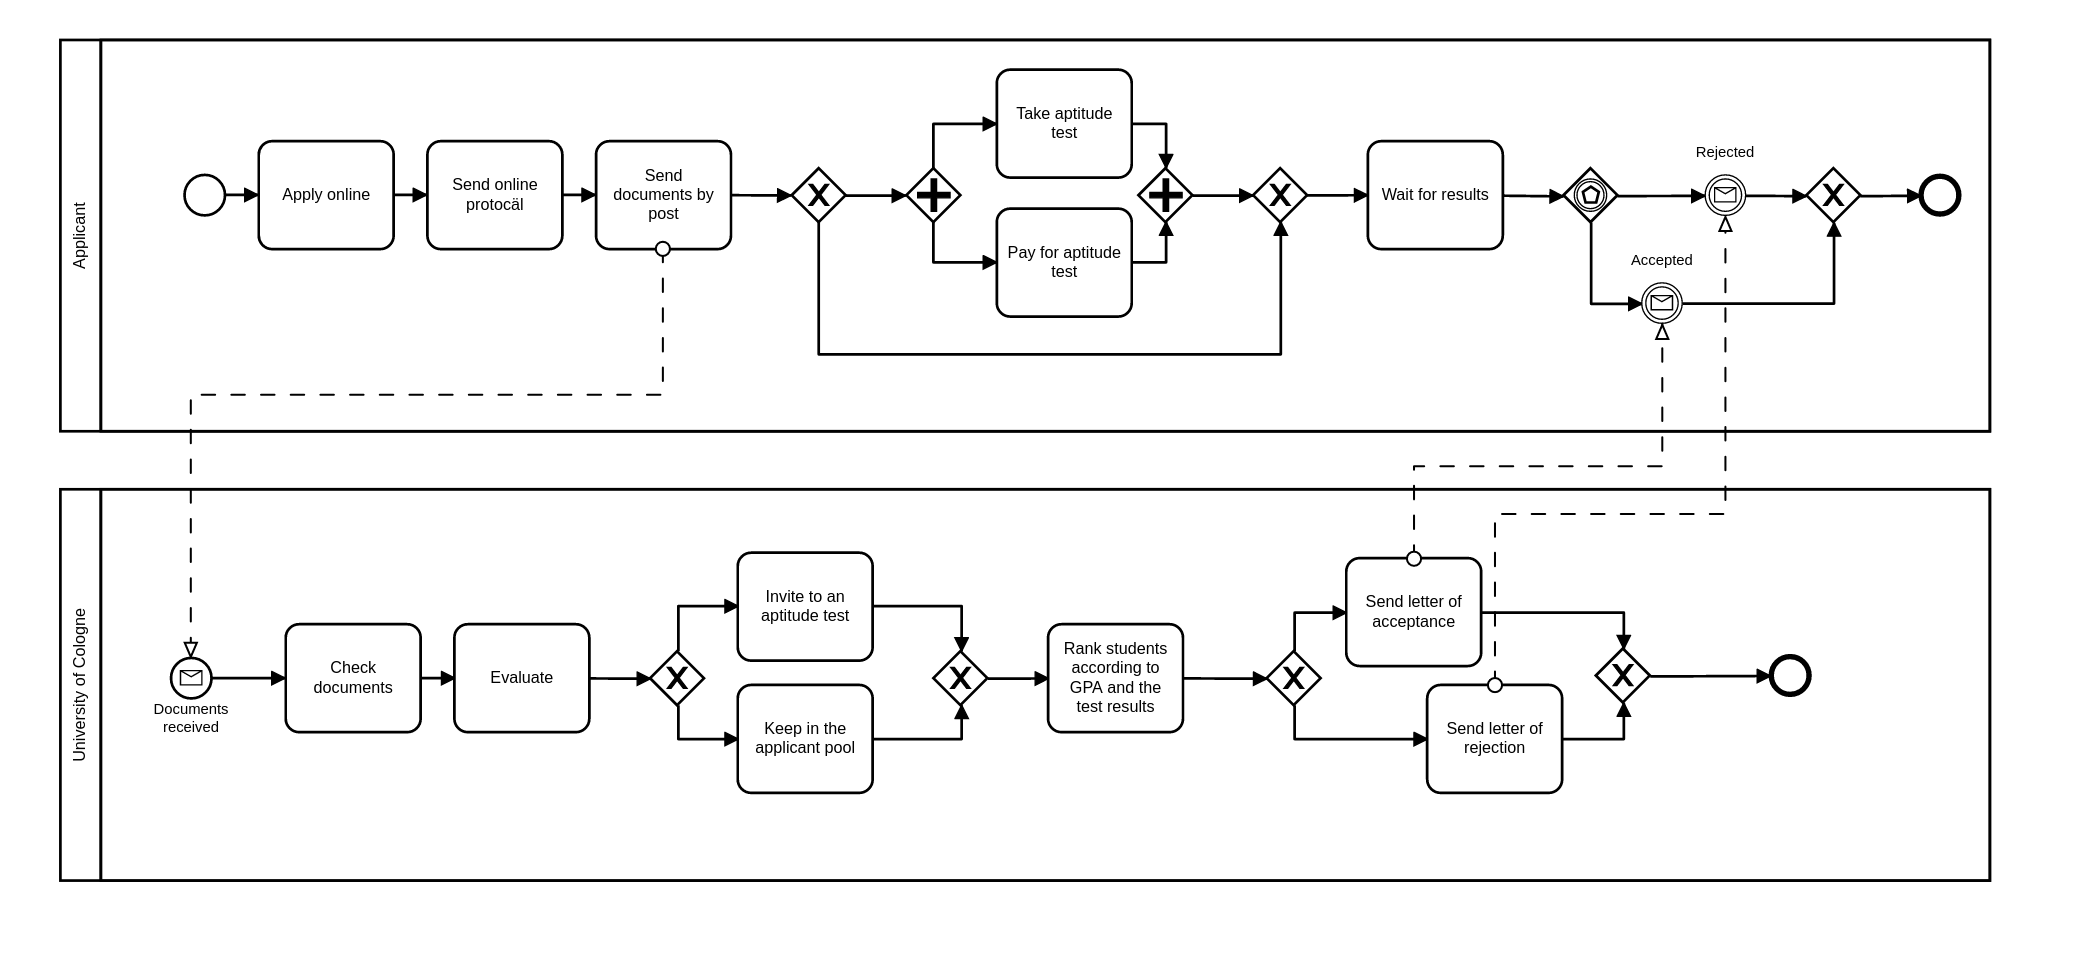 Applicant
Apply online
Send online
protocäl
Send
documents by
post
Take aptitude
test
Pay for aptitude
test
Wait for results
Rejected
Accepted
University of Cologne
Documents
received
Check
documents
Evaluate
Invite to an
aptitude test
Keep in the
applicant pool
Rank students
according to
GPA and the
test results
Send letter of
acceptance
Send letter of
rejection